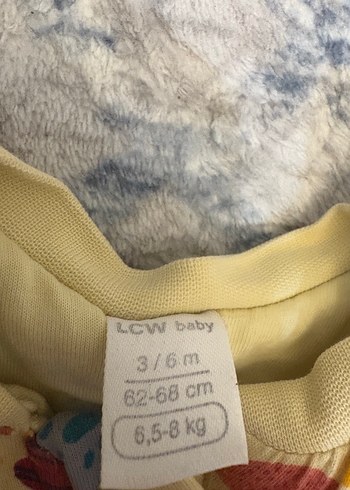 LCW baby
3 / 6 m
62-68 cm
6,5-8 kg